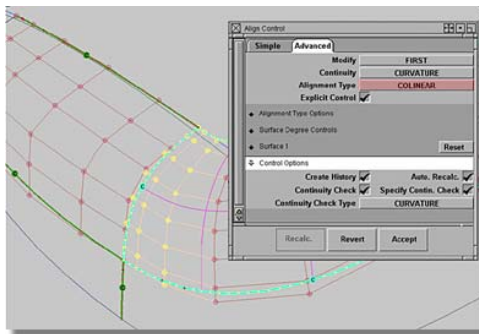 Align Control
Simple Advanced
Modify FIRST
Continuity CURVATURE
Alignment Type COLINEAR
Explicit Control
Alignment Type Options
Surface Degree Controls
Surface 1 Reset
Control Options
Create History Auto. Recalc.
Continuity Check Specify Contin. Check
Continuity Check Type CURVATURE
Recalc. Revert Accept